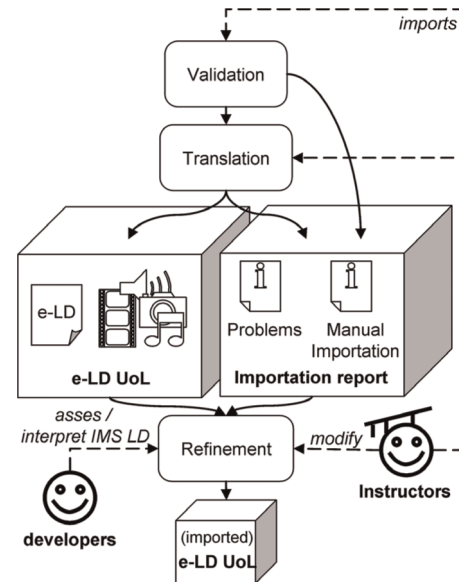 imports
Validation
Translation
e-LD
i
i
Problems
Manual
Importation
e-LD UoL
Importation report
asses /
interpret IMS LD
Refinement
modify
developers
Instructors
(imported)
e-LD UoL